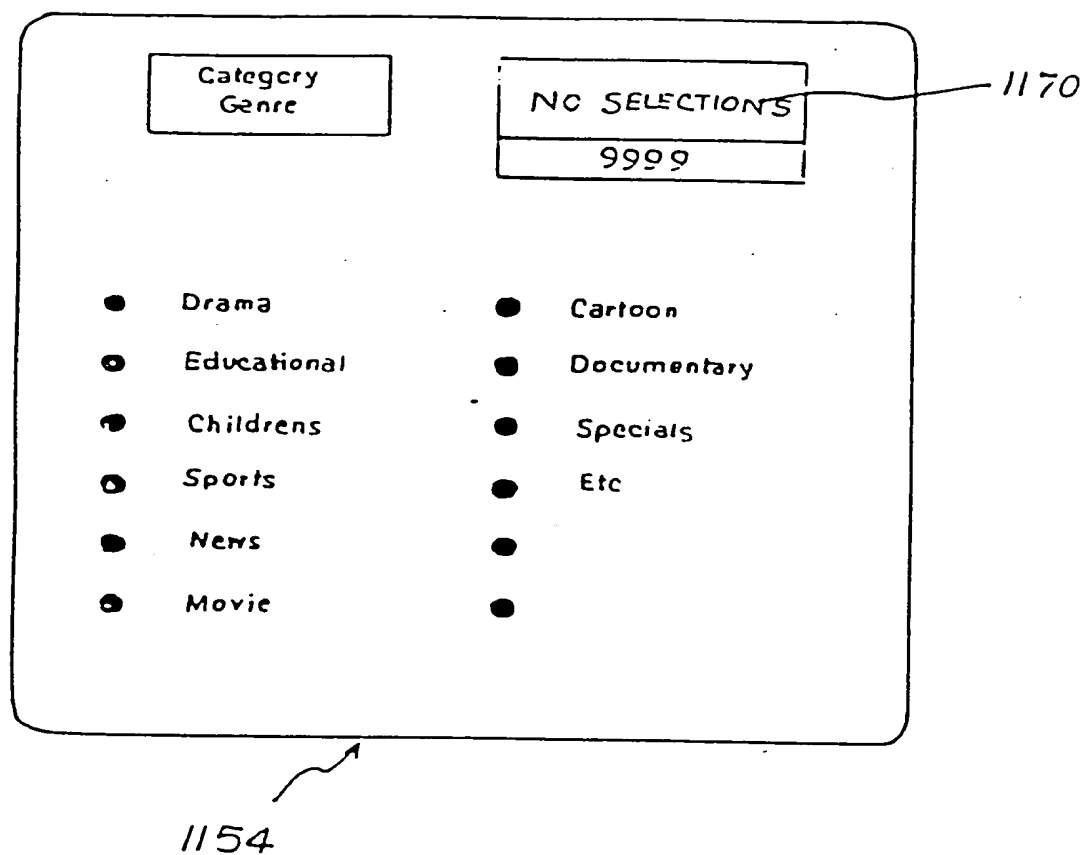 Category
Genre
NO SELECTIONS
9999
1170
Drama
Educational
Childrens
Sports
News
Movie
Cartoon
Documentary
Specials
Etc
1154